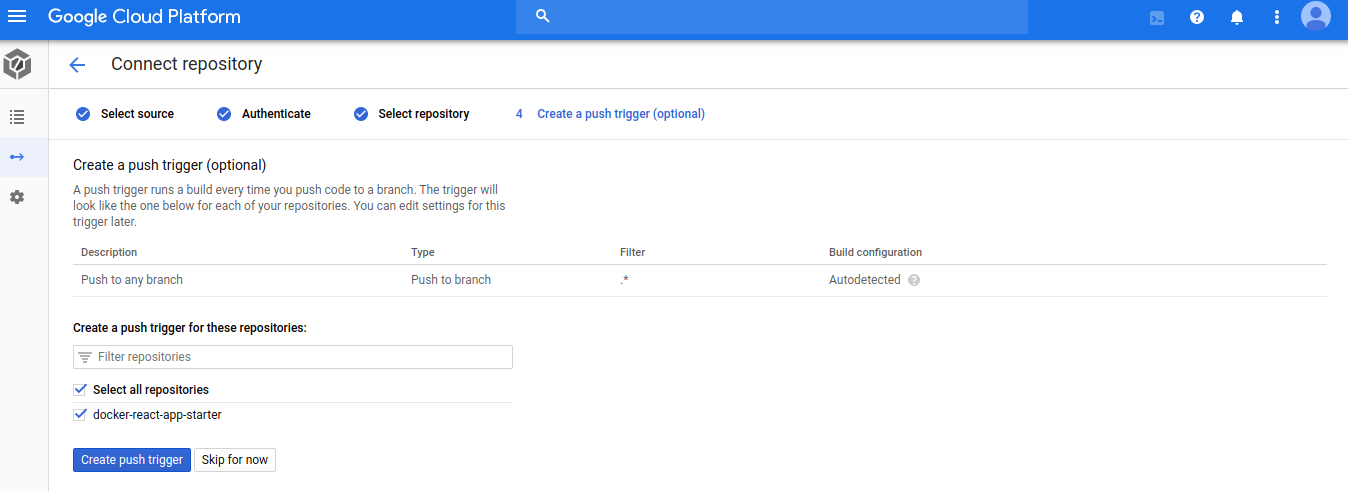 Google Cloud Platform
Connect repository
Select source Authenticate Select repository 4 Create a push trigger (optional)
Create a push trigger (optional)
A push trigger runs a build every time you push code to a branch. The trigger will
look like the one below for each of your repositories. You can edit settings for this
trigger later.
Description Type Filter Build configuration
Push to any branch Push to branch .* Autodetected ?
Create a push trigger for these repositories:
Filter repositories
Select all repositories
docker-react-app-starter
Create push trigger Skip for now